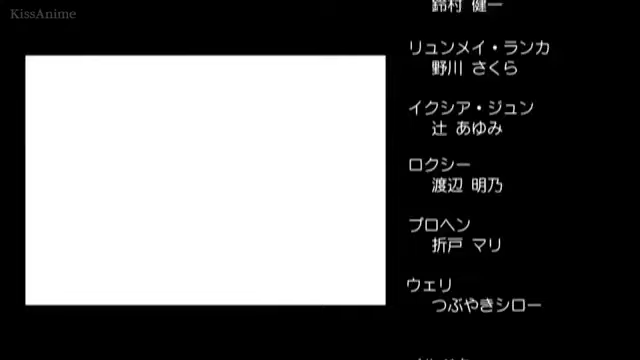 KissAnime
鈴村 健一
リュンメイ・ランカ
野川 さくら
イクシア・ジュン
辻 あゆみ
ロクシー
渡辺 明乃
ブロヘン
折戸 マリ
ウェリ
つぶやきシロー